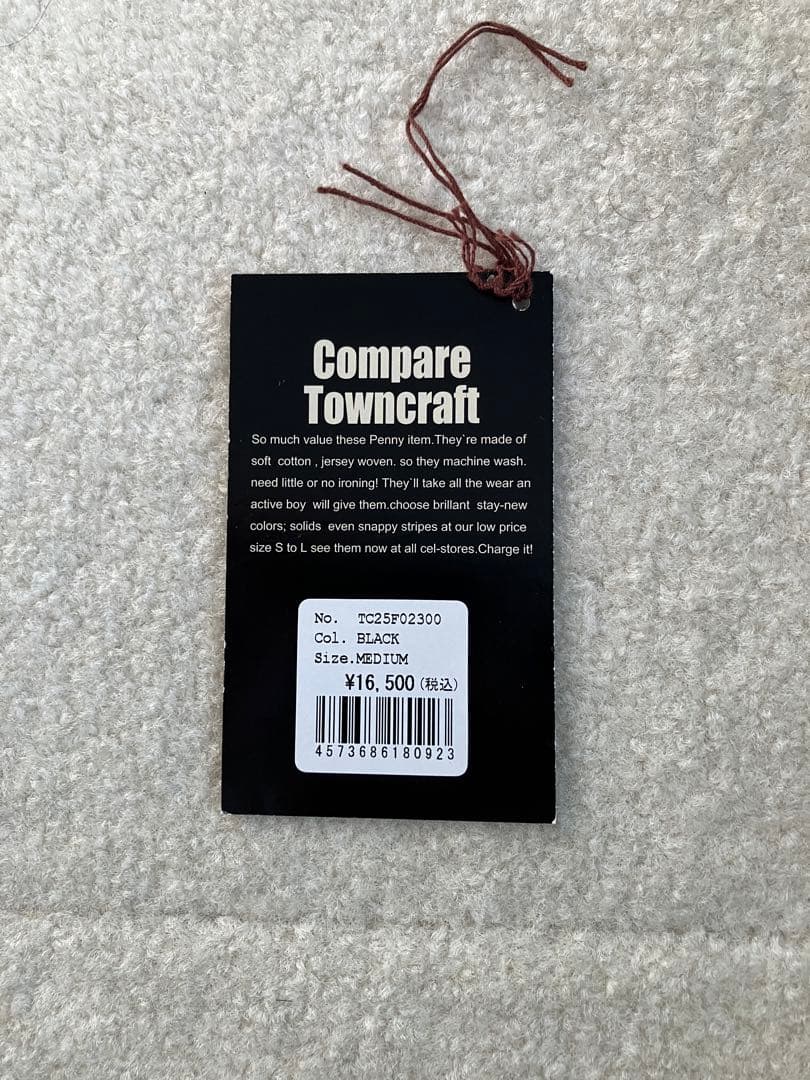 Compare
Towncraft
So much value these Penny item.They`re made of
soft cotton , jersey woven. so they machine wash.
need little or no ironing! They`ll take all the wear an
active boy will give them.choose brillant stay-new
colors; solids even snappy stripes at our low price
size S to L see them now at all cel-stores.Charge it!
No. TC25F02300
Col. BLACK
Size.MEDIUM
¥16,500(税込)
4573686180923